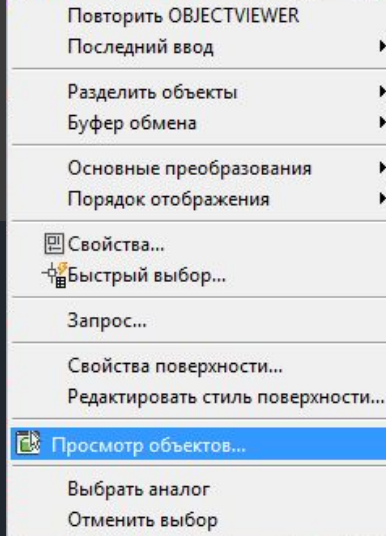 Повторить OBJECTVIEWER
Последний ввод
Разделить объекты
Буфер обмена
Основные преобразования
Порядок отображения
Свойства...
Быстрый выбор...
Запрос...
Свойства поверхности...
Редактировать стиль поверхности...
Просмотр объектов...
Выбрать аналог
Отменить выбор